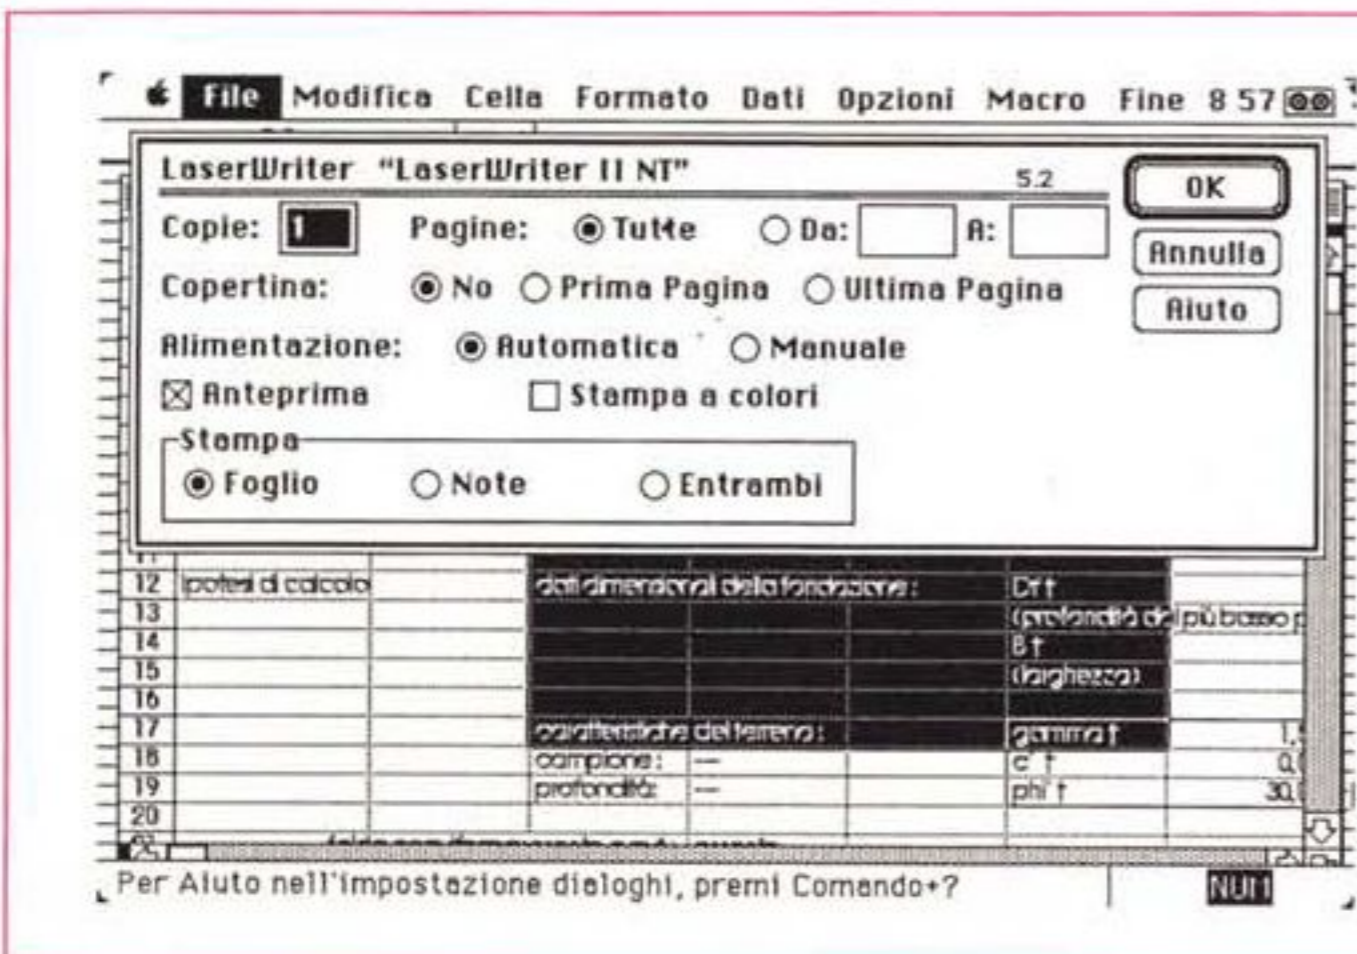 File Modifica Cella Formato Dati Opzioni Macro Fine 8 57
LaserWriter "LaserWriter II NT" 5.2
OK
Copie: 1 Pagine: Tutte Da: A:
Annulla
Copertina: No Prima Pagina Ultima Pagina
Aiuto
Alimentazione: Automatica Manuale
Anteprima Stampa a colori
Stampa
Foglio Note Entrambi
11
12 Ipotesi di calcolo dati dimensionali della fondazione: Df †
13 (profondità del più basso p
14 B †
15 (larghezza)
16
17 caratteristiche del terreno: gamma † 1,
18 campione: -- c' † 0,
19 profondità: -- phi' † 30,
20
Per Aiuto nell'impostazione dialoghi, premi Comando+?
NUM